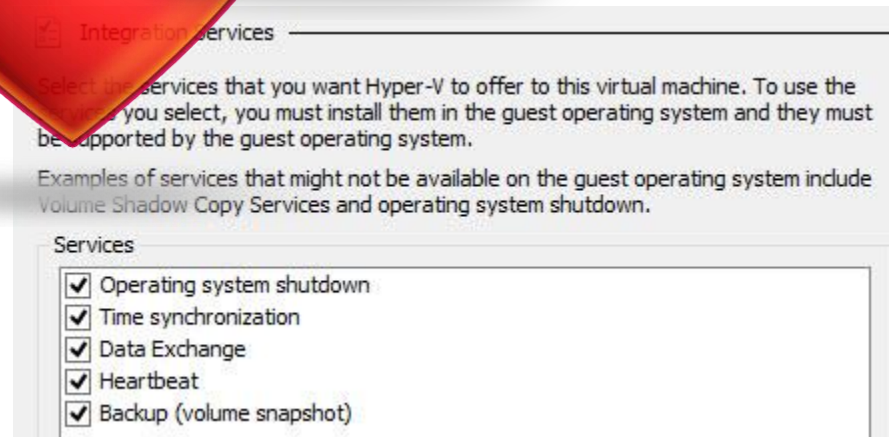 Integration Services
Select the services that you want Hyper-V to offer to this virtual machine. To use the
services you select, you must install them in the guest operating system and they must
be supported by the guest operating system.
Examples of services that might not be available on the guest operating system include
Volume Shadow Copy Services and operating system shutdown.
Services
Operating system shutdown
Time synchronization
Data Exchange
Heartbeat
Backup (volume snapshot)